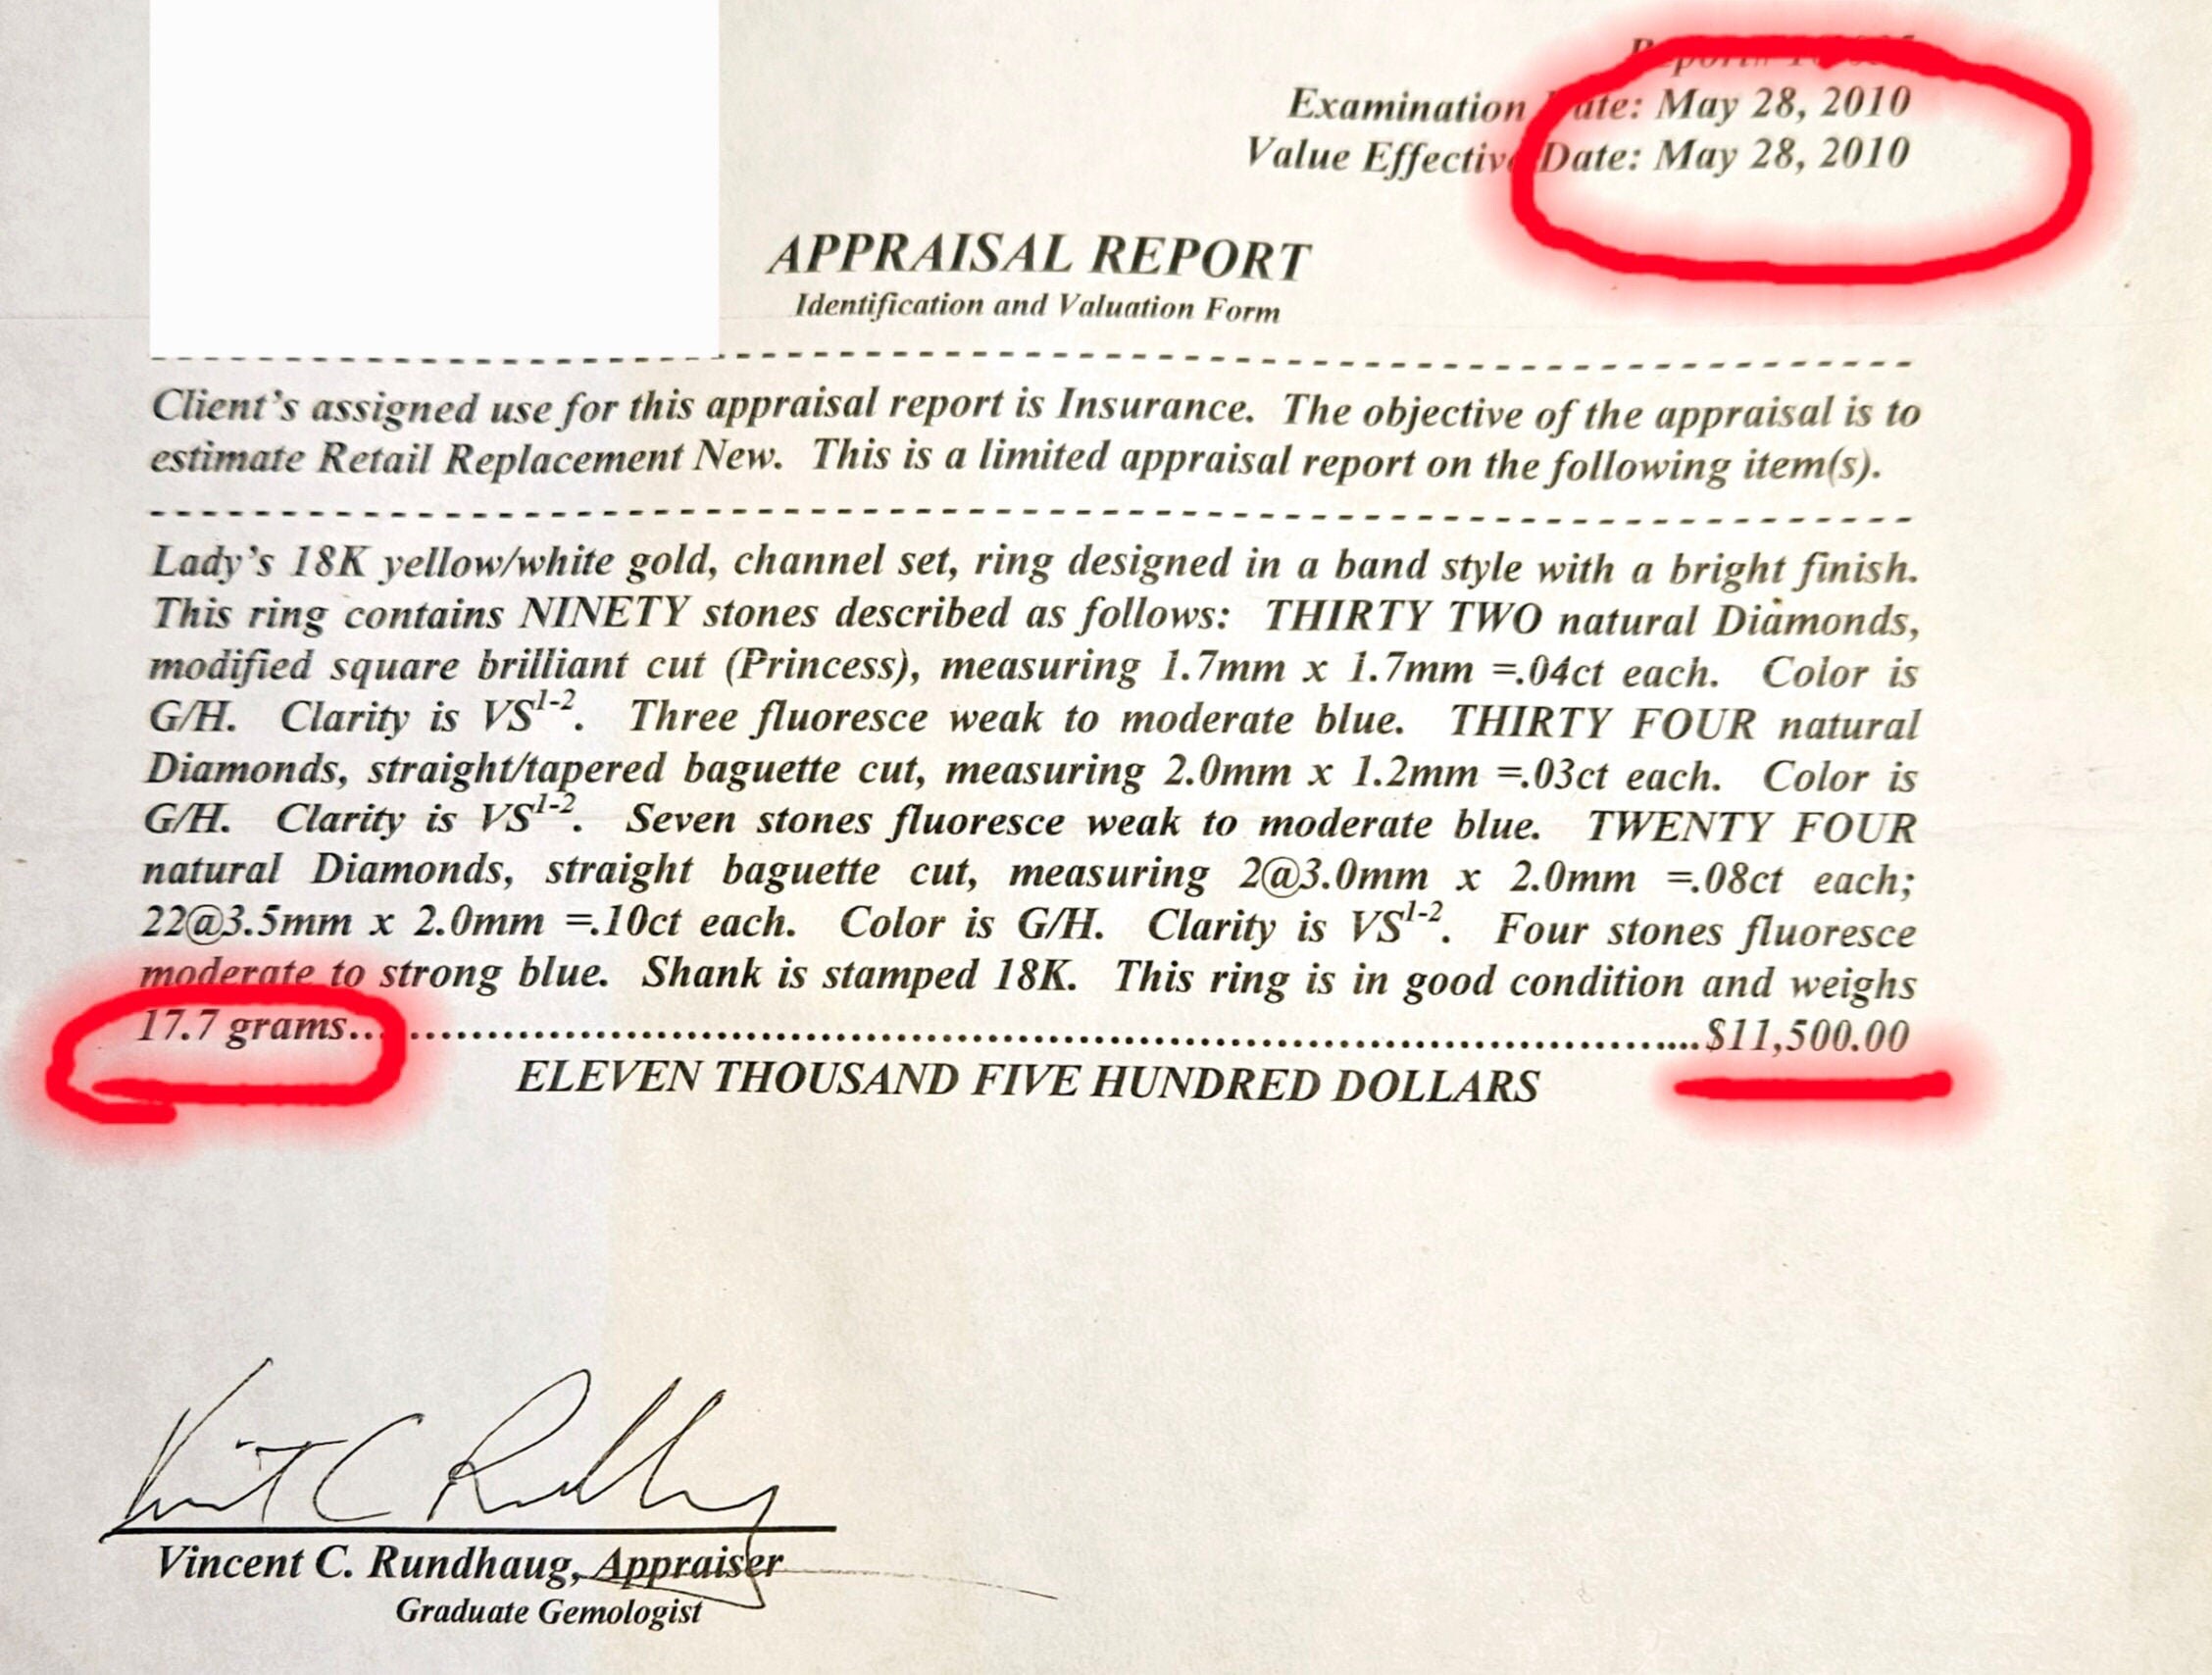 Examination Date: May 28, 2010
Value Effective Date: May 28, 2010
APPRAISAL REPORT
Identification and Valuation Form
Client's assigned use for this appraisal report is Insurance. The objective of the appraisal is to
estimate Retail Replacement New. This is a limited appraisal report on the following item(s).
Lady's 18K yellow/white gold, channel set, ring designed in a band style with a bright finish.
This ring contains NINETY stones described as follows: THIRTY TWO natural Diamonds,
modified square brilliant cut (Princess), measuring 1.7mm x 1.7mm =.04ct each. Color is
G/H. Clarity is VS1-2. Three fluoresce weak to moderate blue. THIRTY FOUR natural
Diamonds, straight/tapered baguette cut, measuring 2.0mm x 1.2mm =.03ct each. Color is
G/H. Clarity is VS1-2. Seven stones fluoresce weak to moderate blue. TWENTY FOUR
natural Diamonds, straight baguette cut, measuring 2@3.0mm x 2.0mm =.08ct each;
22@3.5mm x 2.0mm =.10ct each. Color is G/H. Clarity is VS1-2. Four stones fluoresce
moderate to strong blue. Shank is stamped 18K. This ring is in good condition and weighs
17.7 grams....................$11,500.00
ELEVEN THOUSAND FIVE HUNDRED DOLLARS
Vincent C. Rundhaug, Appraiser
Graduate Gemologist